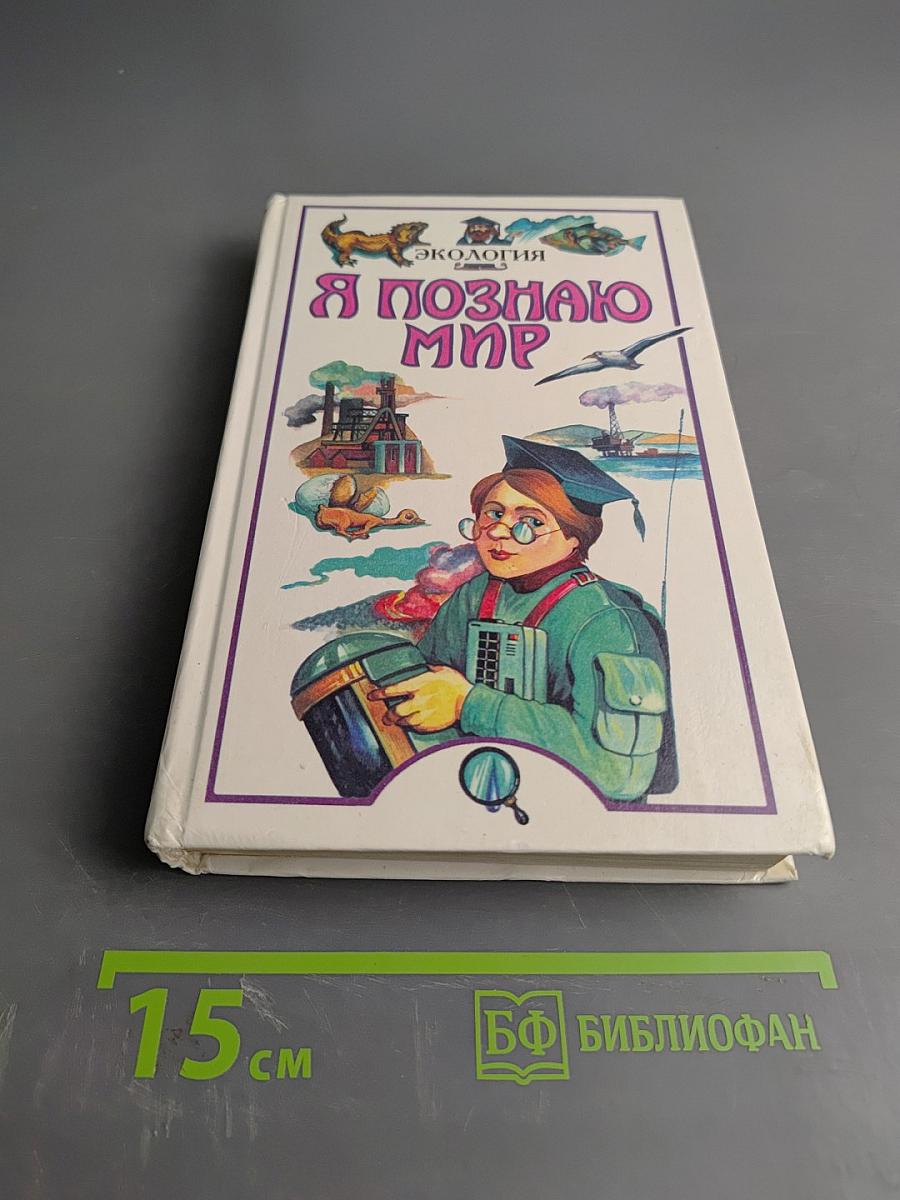 ЭКОЛОГИЯ
Я ПОЗНАЮ
МИР
15 см
БФ БИБЛИОФАН